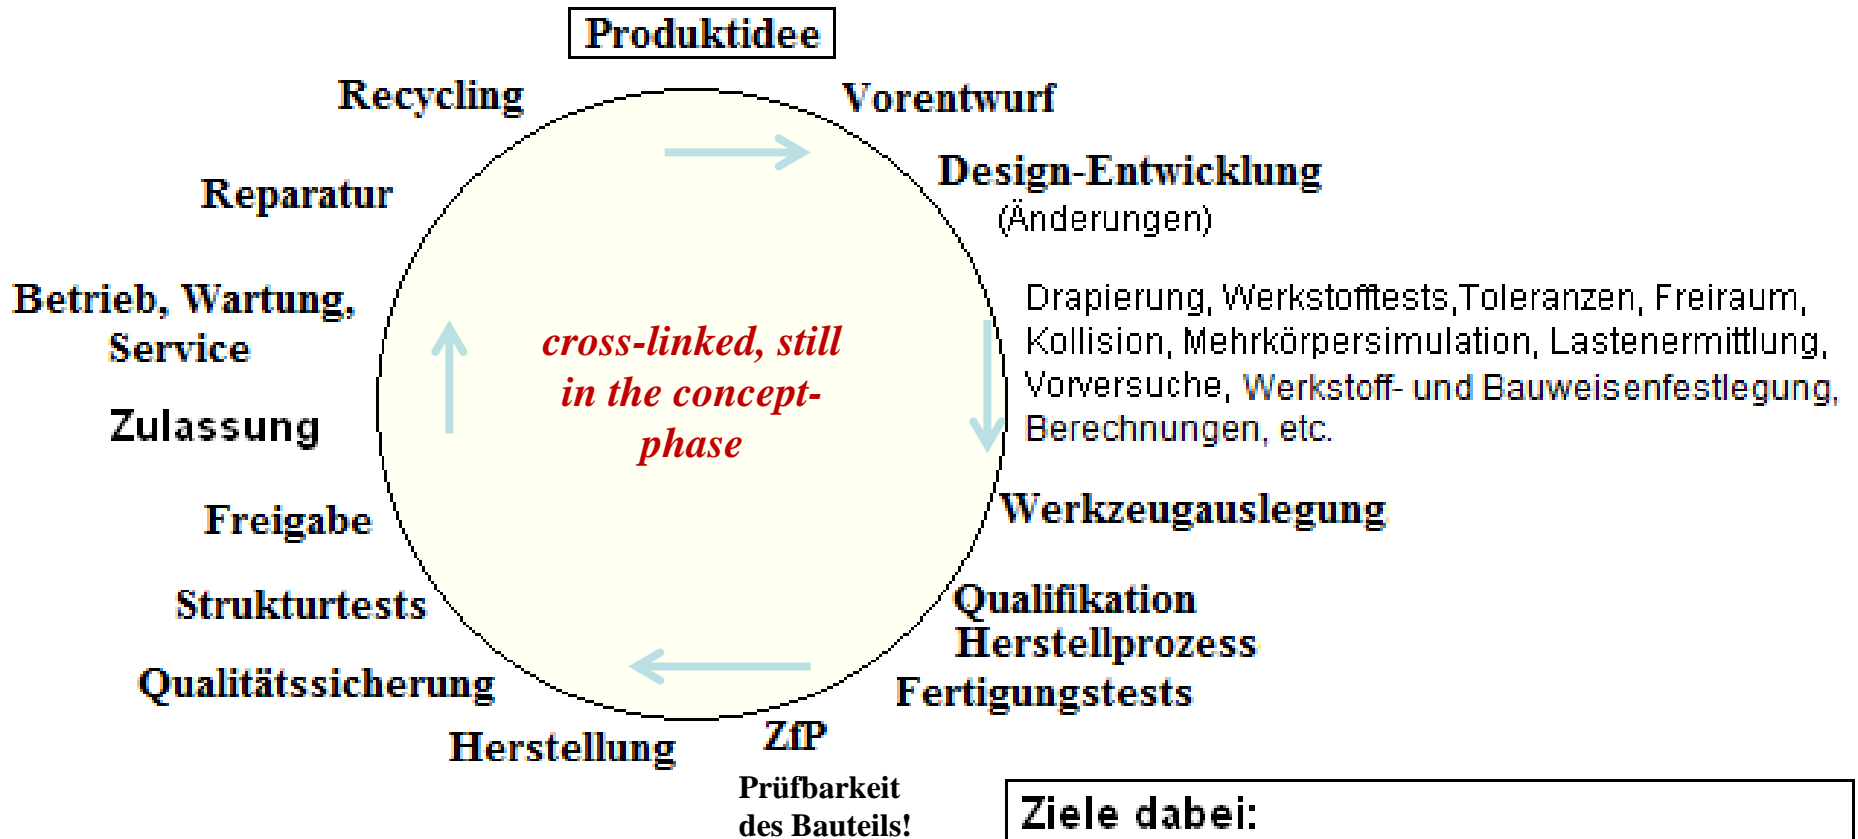 Produktidee
Vorentwurf
Design-Entwicklung
(Änderungen)
Drapierung, Werkstofftests,Toleranzen, Freiraum,
Kollision, Mehrkörpersimulation, Lastenermittlung,
Vorversuche, Werkstoff- und Bauweisenfestlegung,
Berechnungen, etc.
Werkzeugauslegung
Qualifikation
Herstellprozess
Fertigungstests
ZfP
Prüfbarkeit
des Bauteils!
Herstellung
Qualitätssicherung
Strukturtests
Freigabe
Zulassung
Betrieb, Wartung,
Service
Reparatur
Recycling
cross-linked, still
in the concept-
phase
Ziele dabei: